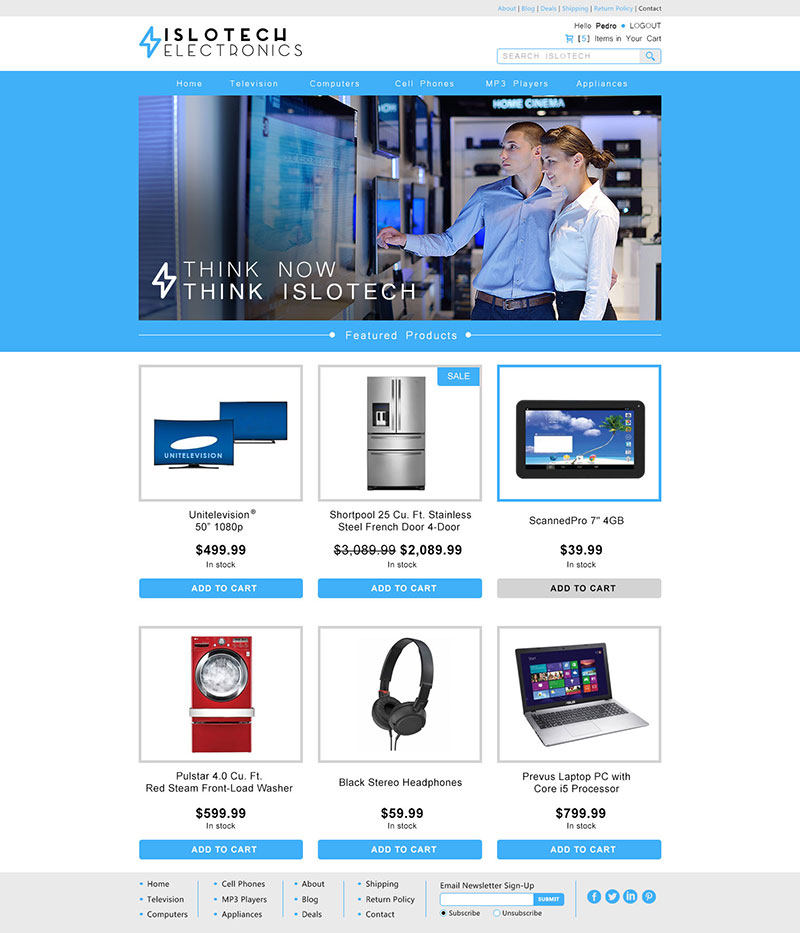 About | Blog | Deals | Shipping | Return Policy | Contact
Hello Pedro • LOGOUT
[5] Items in Your Cart
ISLOTECH
ELECTRONICS
SEARCH ISLOTECH
Home Television Computers Cell Phones MP3 Players Appliances
HOME CINEMA
THINK NOW
THINK ISLOTECH
Featured Products
SALE
UNITELEVISION
Unitelevision®
50” 1080p
$499.99
In stock
ADD TO CART
Shortpool 25 Cu. Ft. Stainless
Steel French Door 4-Door
$3,089.99 $2,089.99
In stock
ADD TO CART
ScannedPro 7” 4GB
$39.99
In stock
ADD TO CART
Pulstar 4.0 Cu. Ft.
Red Steam Front-Load Washer
$599.99
In stock
ADD TO CART
Black Stereo Headphones
$59.99
In stock
ADD TO CART
ASUS
Prevus Laptop PC with
Core i5 Processor
$799.99
In stock
ADD TO CART
• Home
• Television
• Computers
• Cell Phones
• MP3 Players
• Appliances
• About
• Blog
• Deals
• Shipping
• Return Policy
• Contact
Email Newsletter Sign-Up
SUBMIT
Subscribe Unsubscribe